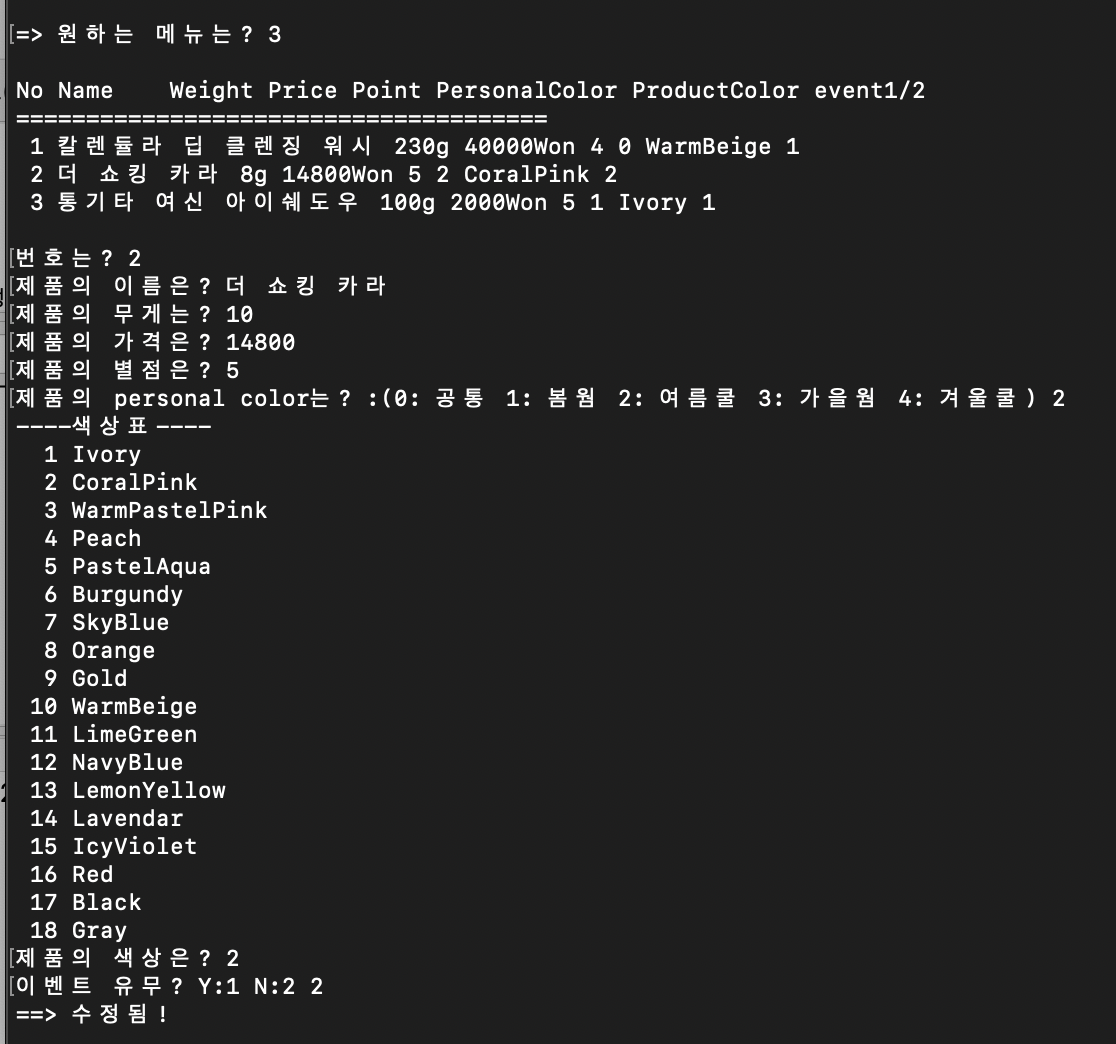 [=> 원하는 메뉴는? 3
No Name    Weight Price Point PersonalColor ProductColor event1/2
======================================
 1 칼렌듈라 딥 클렌징 워시 230g 40000Won 4 0 WarmBeige 1
 2 더 쇼킹 카라 8g 14800Won 5 2 CoralPink 2
 3 통기타 여신 아이쉐도우 100g 2000Won 5 1 Ivory 1
[번호는? 2
[제품의 이름은? 더 쇼킹 카라
[제품의 무게는? 10
[제품의 가격은? 14800
[제품의 별점은? 5
[제품의 personal color는? :(0: 공통 1: 봄웜 2: 여름쿨 3: 가을웜 4: 겨울쿨) 2
----색상표----
  1 Ivory
  2 CoralPink
  3 WarmPastelPink
  4 Peach
  5 PastelAqua
  6 Burgundy
  7 SkyBlue
  8 Orange
  9 Gold
 10 WarmBeige
 11 LimeGreen
 12 NavyBlue
 13 LemonYellow
 14 Lavendar
 15 IcyViolet
 16 Red
 17 Black
 18 Gray
[제품의 색상은? 2
[이벤트 유무? Y:1 N:2 2
==> 수정됨!